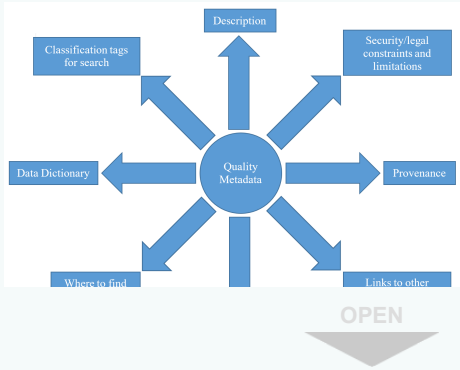 Description
Classification tags
for search
Security/legal
constraints and
limitations
Quality
Metadata
Data Dictionary
Provenance
Where to find
Links to other
OPEN